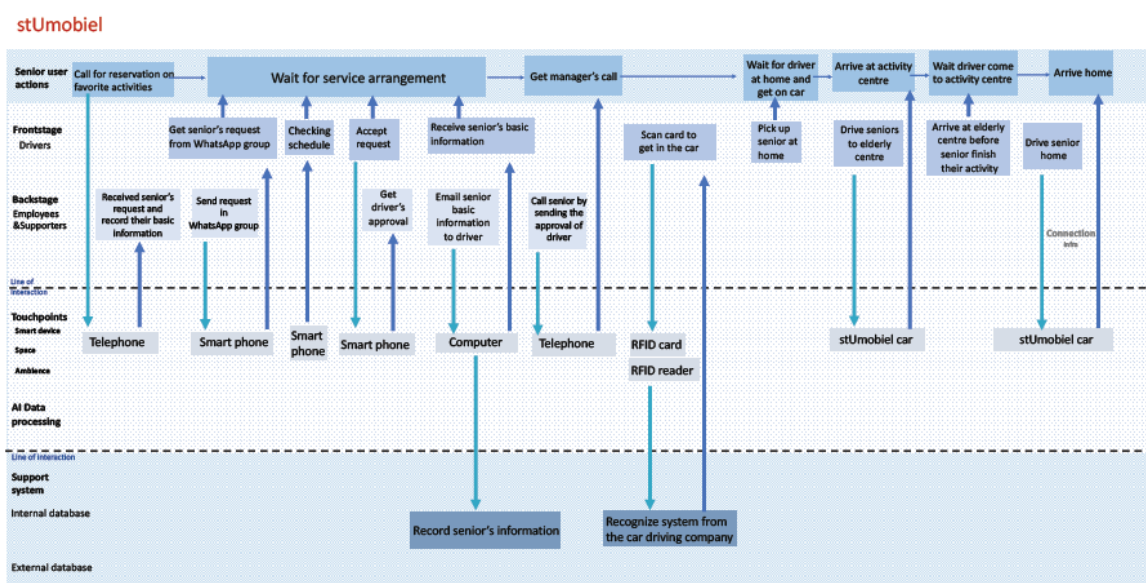 stUmobiel
Senior user
actions
Call for reservation on
favorite activities
Wait for service arrangement
Get manager's call
Wait for driver
at home and
get on car
Arrive at activity
centre
Wait driver come
to activity centre
Arrive home
Frontstage
Drivers
Get senior's request
from WhatsApp group
Checking
schedule
Accept
request
Receive senior's basic
information
Scan card to
get in the car
Pick up
senior at
home
Drive seniors
to elderly
centre
Arrive at elderly
centre before
senior finish
their activity
Drive senior
home
Backstage
Employees
&Supporters
Received senior's
request and
record their basic
information
Send request
in
WhatsApp group
Get
driver's
approval
Email senior
basic
information
to driver
Call senior by
sending the
approval of
driver
Connection
infro
Line of
interaction
Touchpoints
Smart device
Space
Ambience
Telephone
Smart phone
Smart
phone
Smart phone
Computer
Telephone
RFID card
RFID reader
stUmobiel car
stUmobiel car
AI Data
processing
Line of interaction
Support
system
Internal database
Record senior's information
Recognize system from
the car driving company
External database